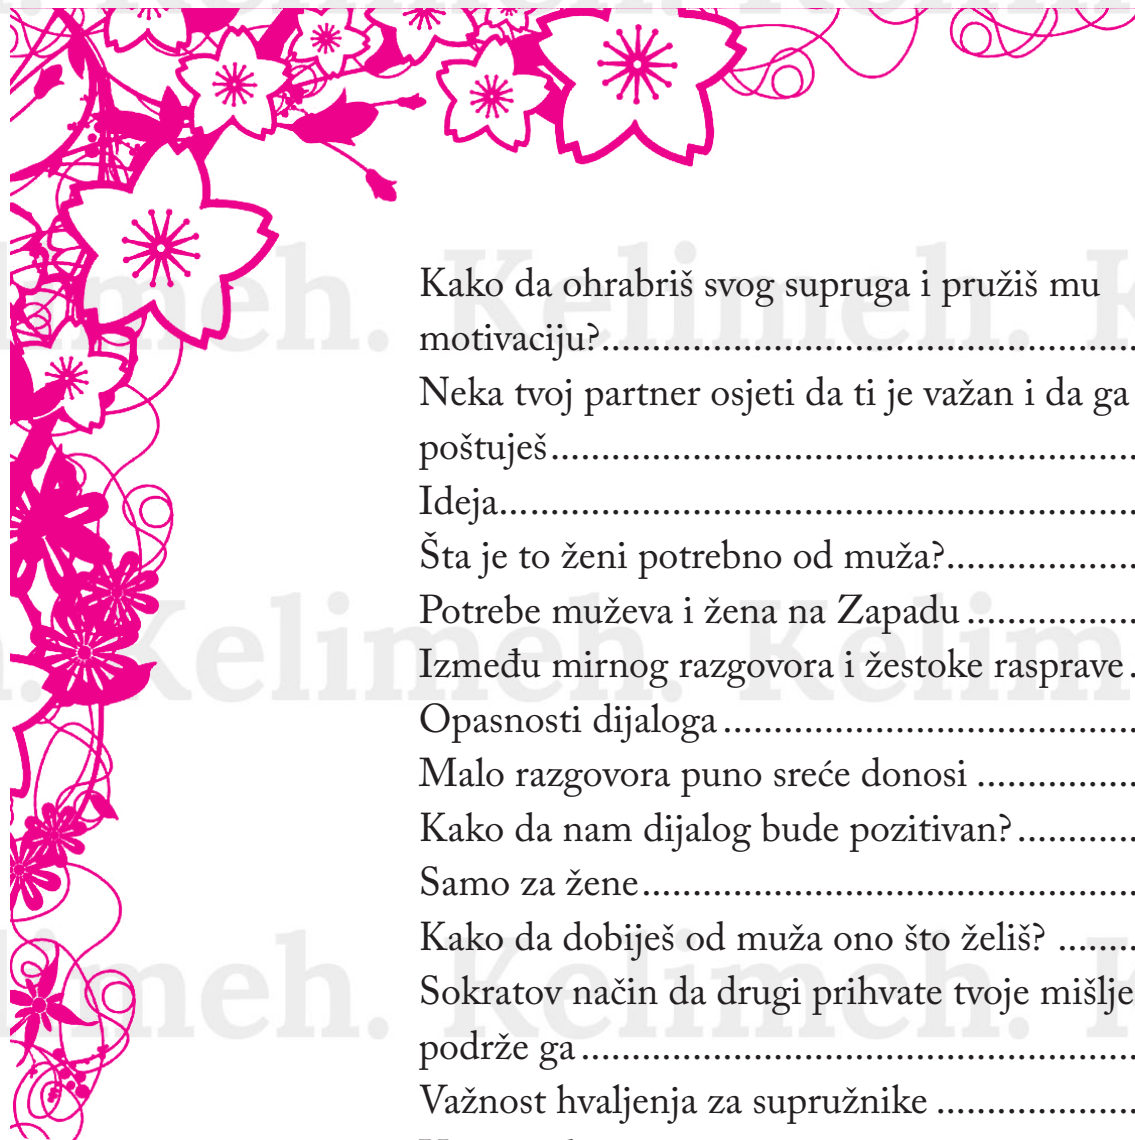 Kako da ohrabriš svog supruga i pružiš mu
motivaciju?..........................................................
Neka tvoj partner osjeti da ti je važan i da ga
poštuješ...............................................................
Ideja....................................................................
Šta je to ženi potrebno od muža?...................
Potrebe muževa i žena na Zapadu .................
Između mirnog razgovora i žestoke rasprave .
Opasnosti dijaloga ..........................................
Malo razgovora puno sreće donosi ................
Kako da nam dijalog bude pozitivan? ............
Samo za žene..................................................
Kako da dobiješ od muža ono što želiš? ........
Sokratov način da drugi prihvate tvoje
podrže ga ........................................................
Važnost hvaljenja za supružnike ....................
Kelimeh. Kelimeh.